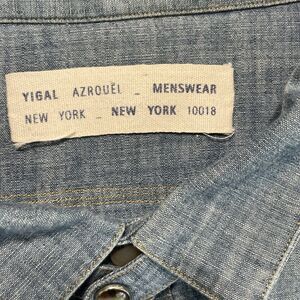 YIGAL AZROUËL _ MENSWEAR
NEW YORK _ NEW YORK 10018